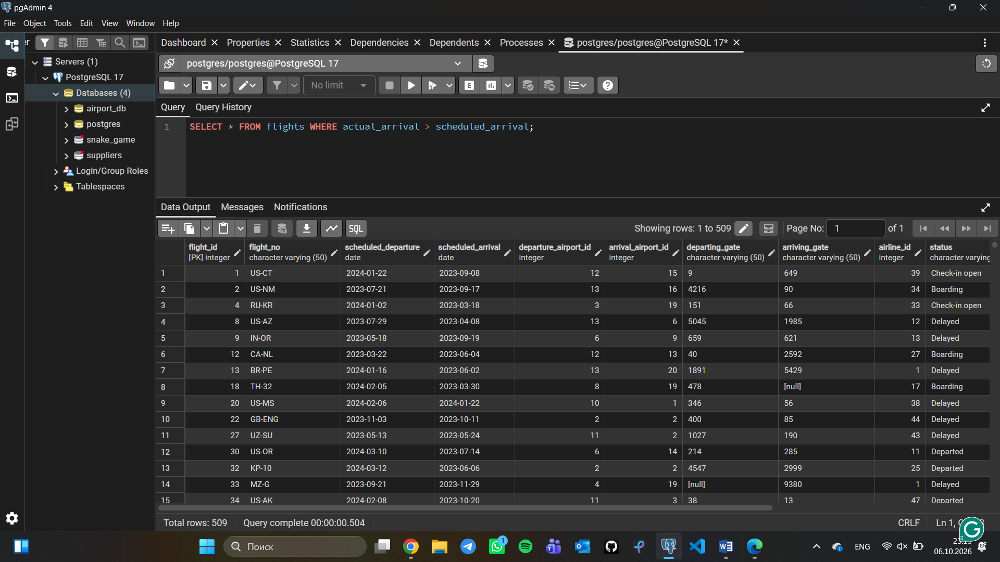 pgAdmin 4
File Object Tools Edit View Window Help
er Dashboard Properties Statistics Dependencies Dependents Processes postgres/postgres@PostgreSQL 17*
Servers (1)
PostgreSQL 17
Databases (4)
airport_db
postgres
snake_game
suppliers
Login/Group Roles
Tablespaces
postgres/postgres@PostgreSQL 17
No limit
E
Query Query History
1 SELECT * FROM flights WHERE actual_arrival > scheduled_arrival;
Data Output Messages Notifications
SQL Showing rows: 1 to 509 Page No: 1 of 1
flight_id flight_no scheduled_departure scheduled_arrival departure_airport_id arrival_airport_id departing_gate arriving_gate airline_id status
[PK] integer character varying (50) date date integer integer character varying (50) character varying (50) integer character varying
1 1 US-CT 2024-01-22 2023-09-08 12 15 9 649 39 Check-in open
2 2 US-NM 2023-07-21 2023-09-17 13 16 4216 90 34 Boarding
3 4 RU-KR 2024-01-02 2023-03-18 3 19 151 66 33 Check-in open
4 8 US-AZ 2023-07-29 2023-04-08 13 6 5045 1985 12 Delayed
5 9 IN-OR 2023-05-18 2023-09-19 6 9 659 621 13 Delayed
6 12 CA-NL 2023-03-22 2023-06-04 12 13 40 2592 27 Boarding
7 13 BR-PE 2024-01-16 2023-06-02 13 20 1891 5429 1 Delayed
8 18 TH-32 2024-02-05 2023-03-30 8 19 478 [null] 17 Boarding
9 20 US-MS 2024-02-06 2024-01-22 10 1 346 56 38 Delayed
10 22 GB-ENG 2023-11-03 2023-10-11 2 2 400 85 44 Delayed
11 27 UZ-SU 2023-05-13 2023-05-24 11 2 1027 190 43 Delayed
12 30 US-OR 2024-03-10 2023-07-14 6 14 214 285 11 Departed
13 32 KP-10 2024-03-12 2023-06-06 2 2 4547 2999 25 Departed
14 33 MZ-G 2023-09-21 2023-11-29 4 19 [null] 9380 1 Delayed
15 34 US-AK 2024-02-08 2023-10-20 11 3 38 13 47 Departed
Total rows: 509 Query complete 00:00:00.504 CRLF Ln 1,
Поиск
1
ENG
06.10.2026